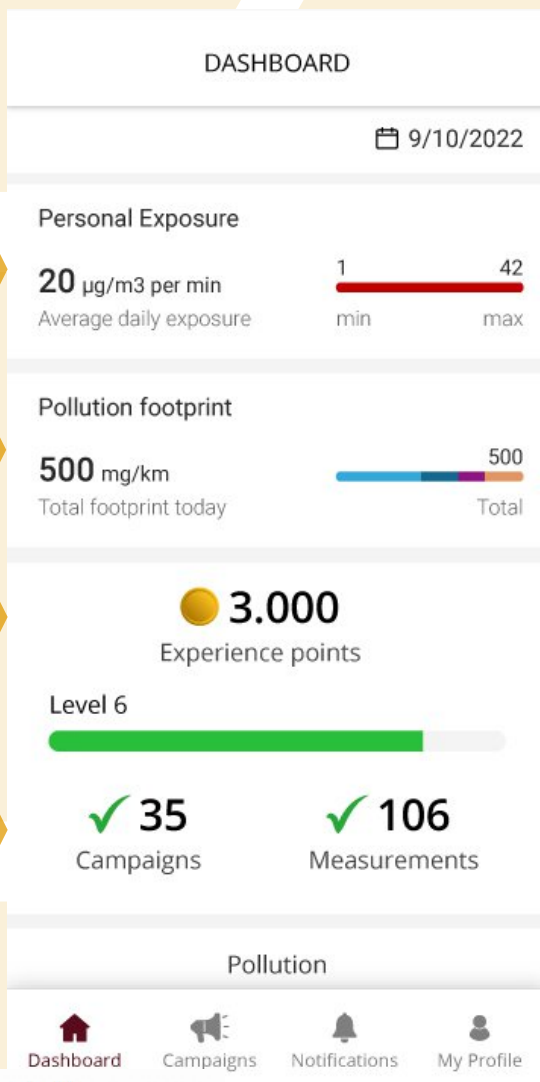 DASHBOARD
9/10/2022
Personal Exposure
1 42
20 µg/m3 per min
Average daily exposure min max
Pollution footprint
500
500 mg/km
Total footprint today Total
3.000
Experience points
Level 6
35 106
Campaigns Measurements
Pollution
Dashboard Campaigns Notifications My Profile